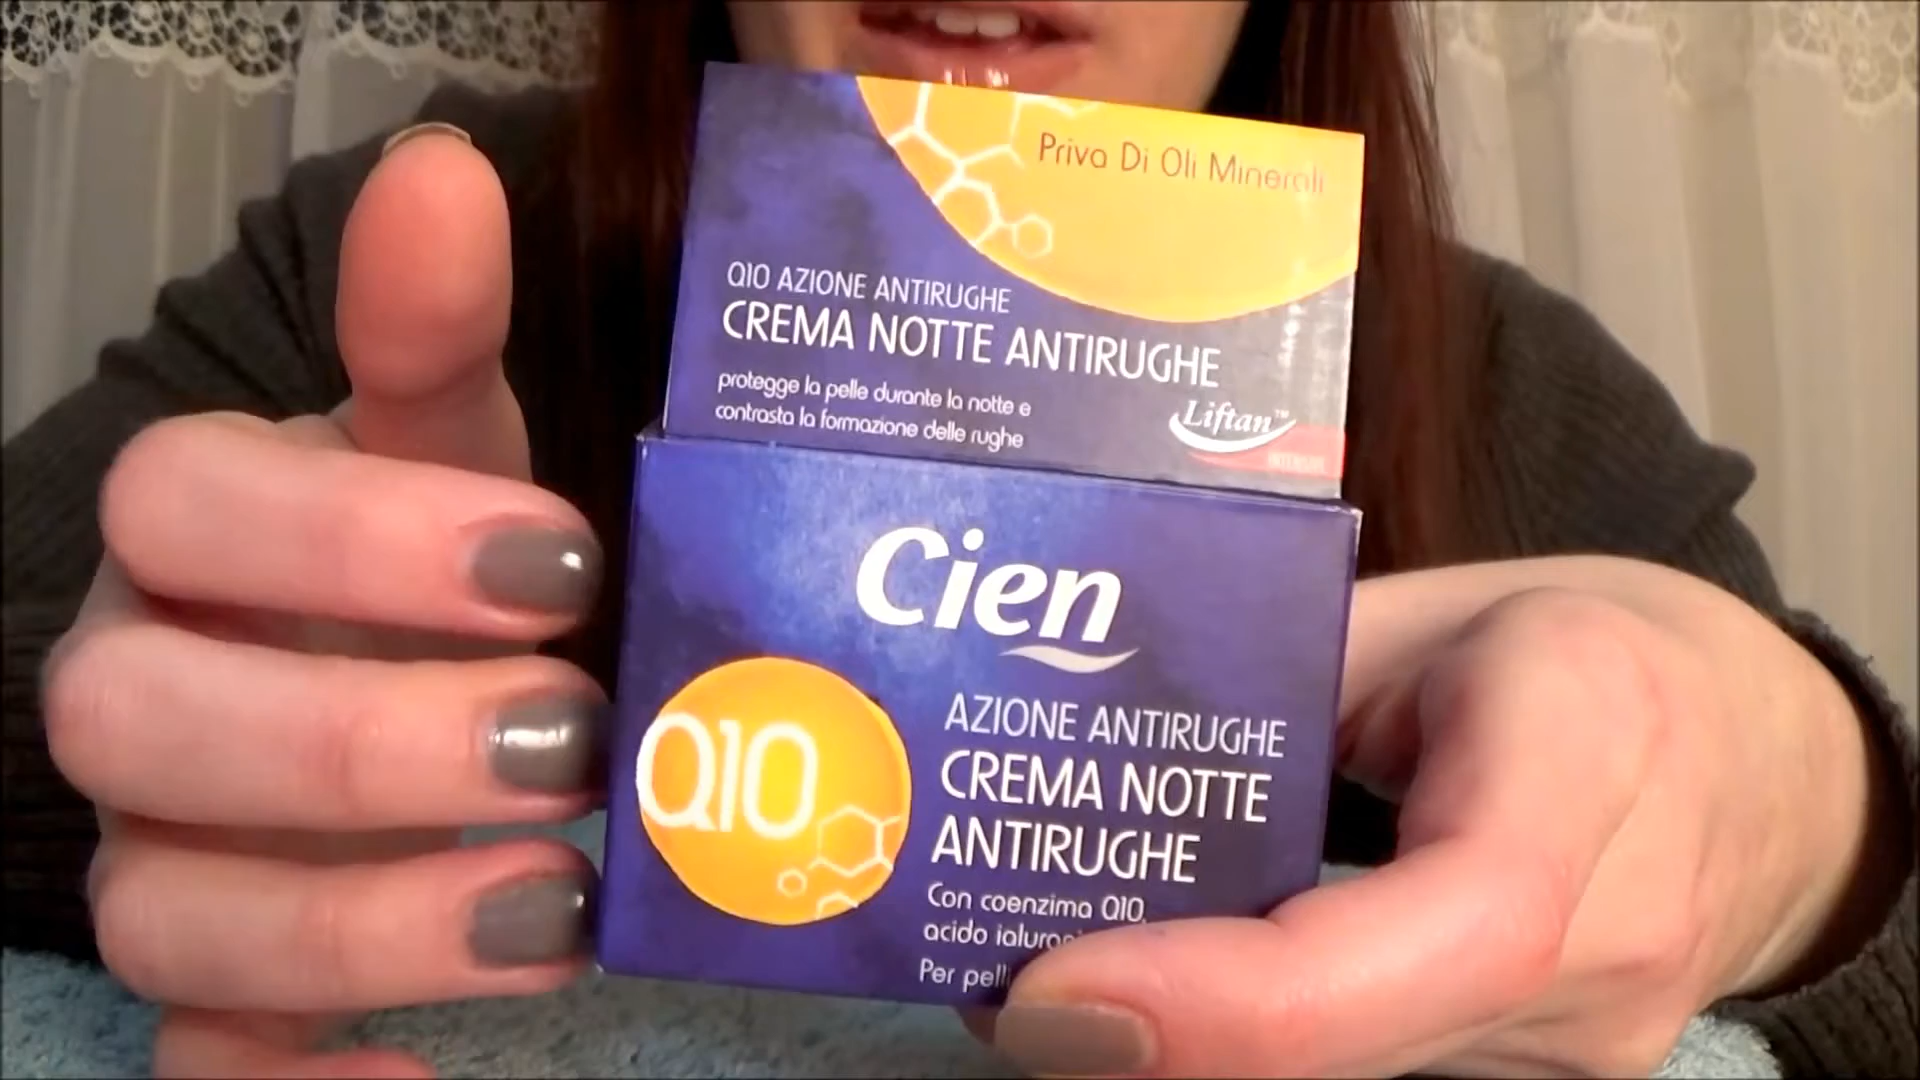 Priva Di Oli Minerali
Q10 AZIONE ANTIRUGHE
CREMA NOTTE ANTIRUGHE
protegge la pelle durante la notte e
contrasta la formazione delle rughe
Liftan™
Cien
Q10
AZIONE ANTIRUGHE
CREMA NOTTE
ANTIRUGHE
Con coenzima Q10,
acido
Per